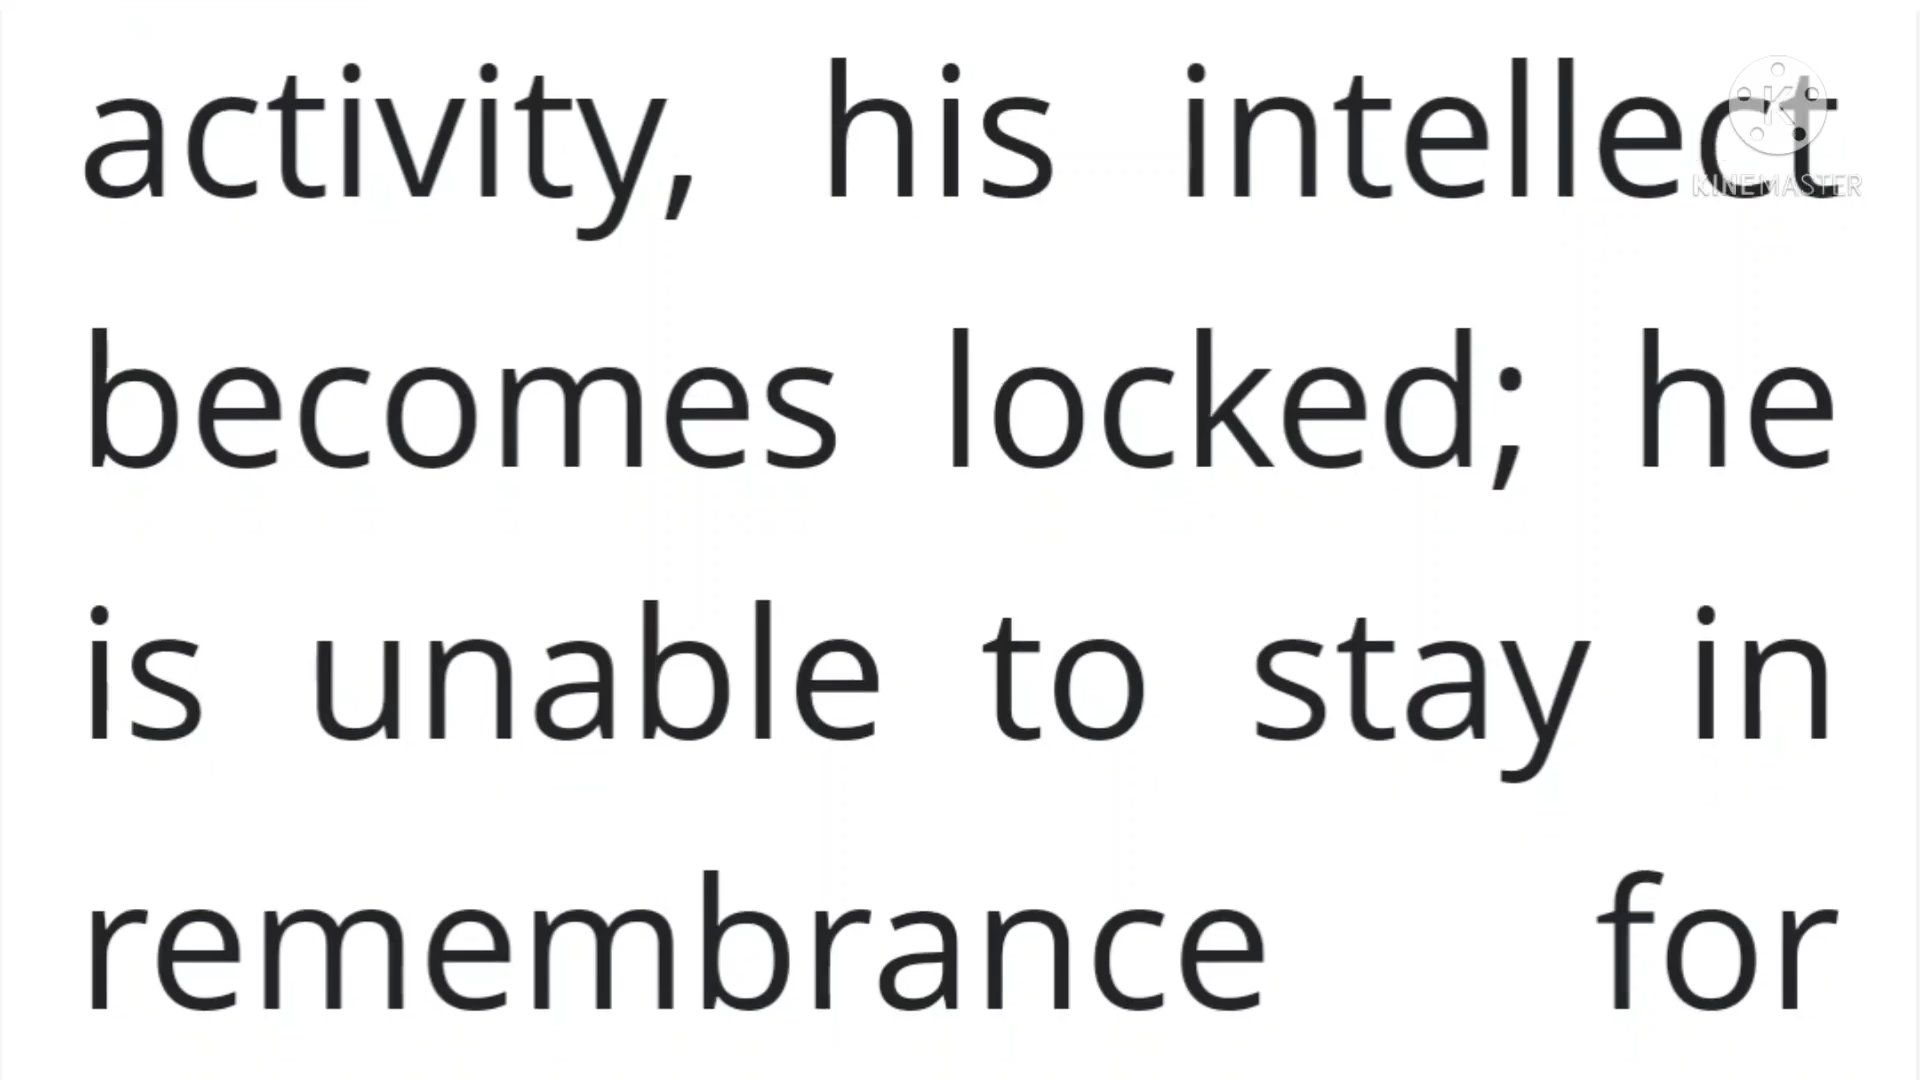 activity, his intellect
KINEMASTER
becomes locked; he
is unable to stay in
remembrance for